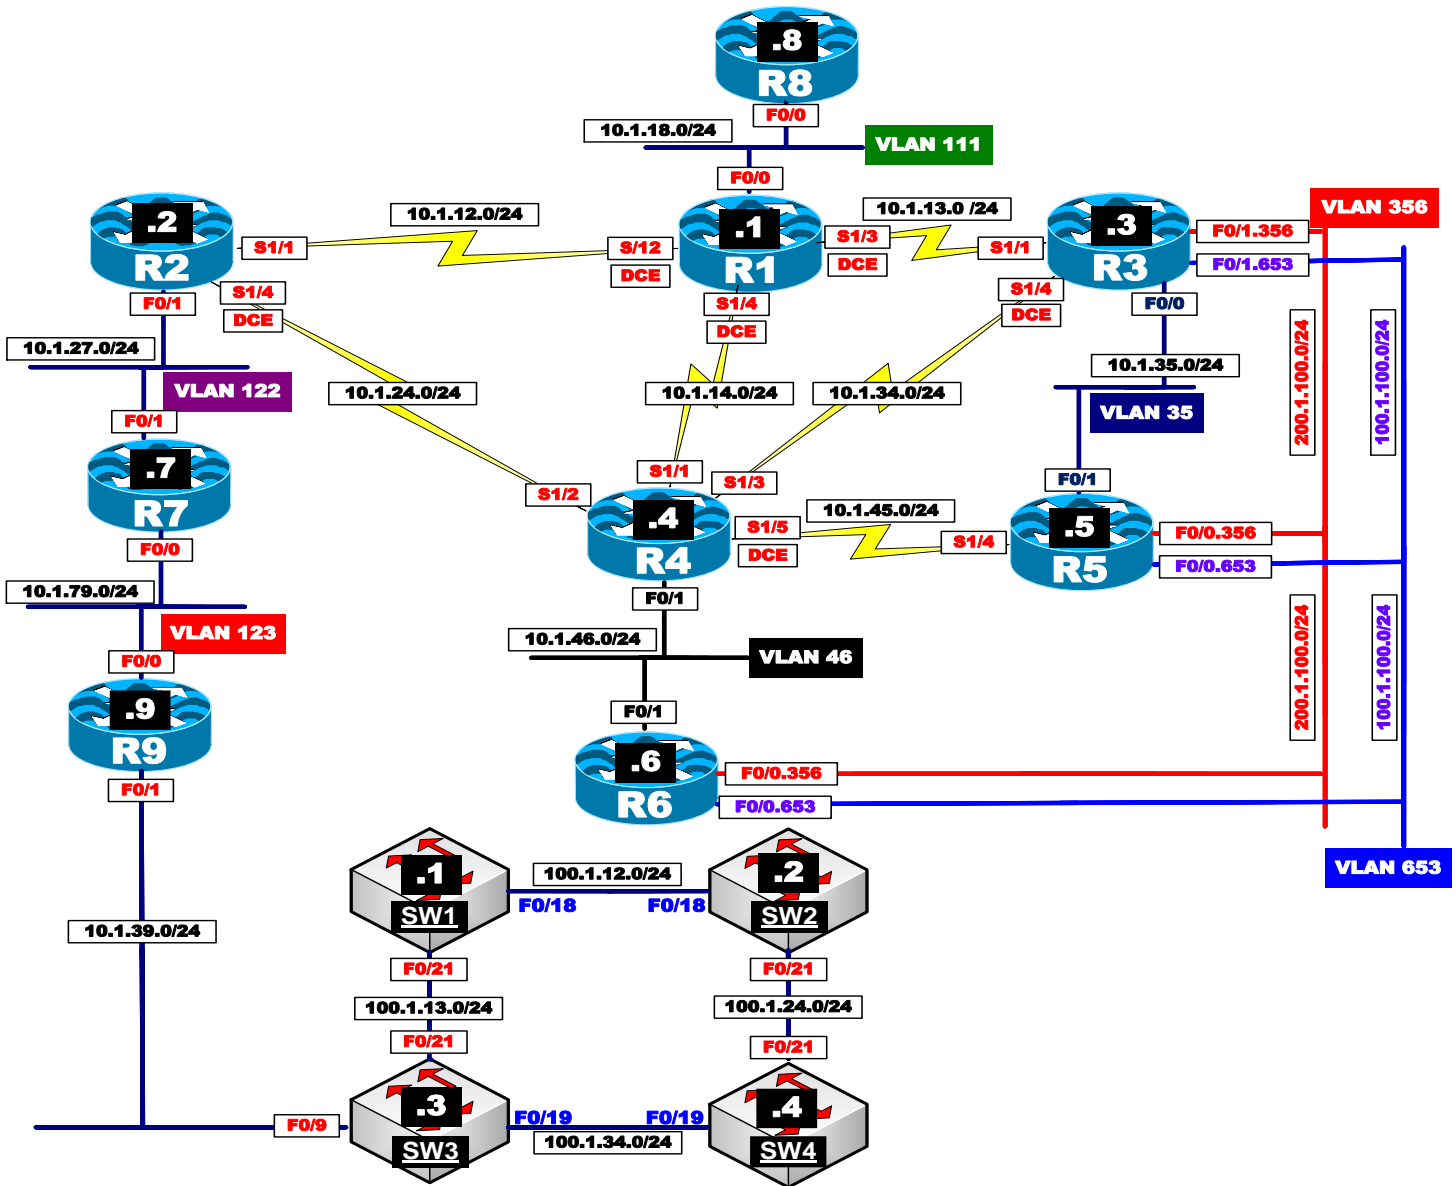 .8
R8
F0/0
10.1.18.0/24
VLAN 111
F0/0
10.1.12.0/24
10.1.13.0 /24
VLAN 356
.2
R2
S1/1
S/12
DCE
.1
R1
S1/3
DCE
S1/1
.3
R3
F0/1.356
F0/1.653
S1/4
DCE
F0/1
S1/4
DCE
S1/4
DCE
F0/0
10.1.27.0/24
VLAN 122
10.1.24.0/24
10.1.14.0/24
10.1.34.0/24
10.1.35.0/24
VLAN 35
200.1.100.0/24
100.1.100.0/24
F0/1
.7
R7
S1/1
S1/3
S1/2
F0/1
.4
R4
S1/5
DCE
10.1.45.0/24
S1/4
.5
R5
F0/0.356
F0/0.653
F0/0
10.1.79.0/24
VLAN 123
F0/1
10.1.46.0/24
VLAN 46
200.1.100.0/24
100.1.100.0/24
F0/0
.9
R9
F0/1
F0/1
.6
R6
F0/0.356
F0/0.653
VLAN 653
.1
SW1
100.1.12.0/24
F0/18
F0/18
.2
SW2
10.1.39.0/24
F0/21
100.1.13.0/24
F0/21
F0/21
100.1.24.0/24
F0/21
F0/9
.3
SW3
F0/19
F0/19
100.1.34.0/24
.4
SW4